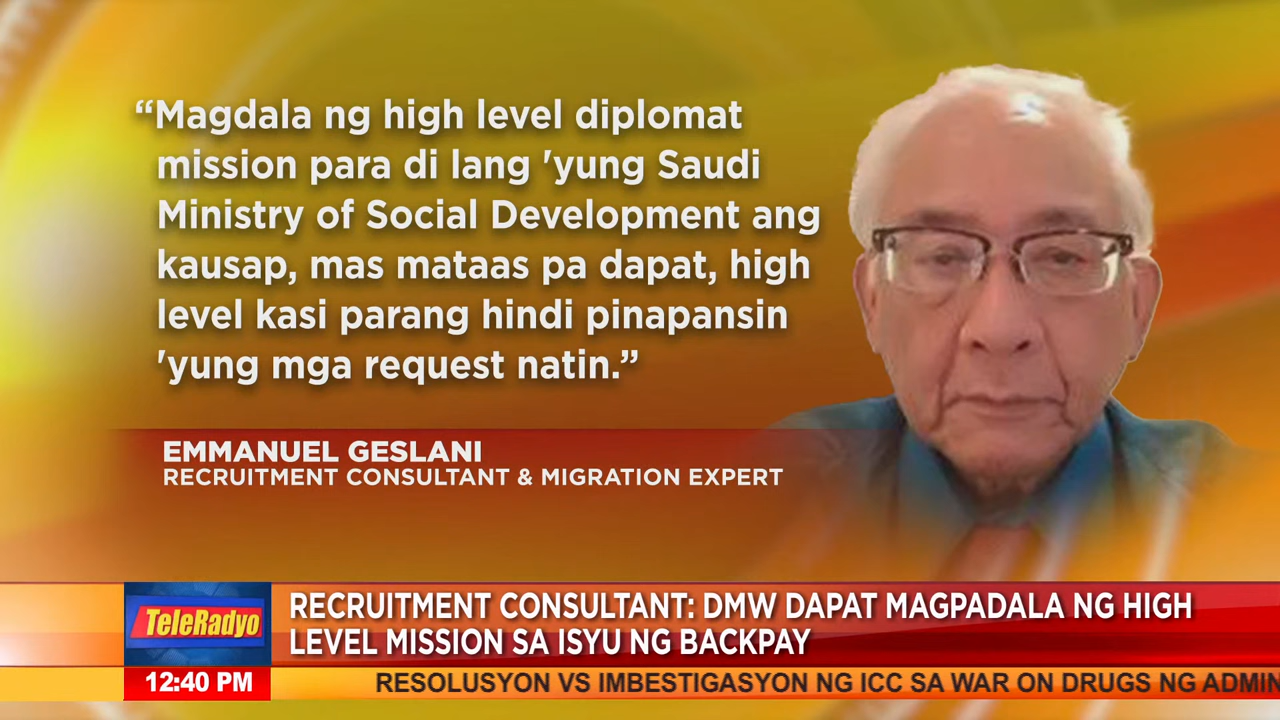 “Magdala ng high level diplomat
mission para di lang 'yung Saudi
Ministry of Social Development ang
kausap, mas mataas pa dapat, high
level kasi parang hindi pinapansin
'yung mga request natin.”
EMMANUEL GESLANI
RECRUITMENT CONSULTANT & MIGRATION EXPERT
TeleRadyo
RECRUITMENT CONSULTANT: DMW DAPAT MAGPADALA NG HIGH
LEVEL MISSION SA ISYU NG BACKPAY
12:40 PM
RESOLUSYON VS IMBESTIGASYON NG ICC SA WAR ON DRUGS NG ADMIN